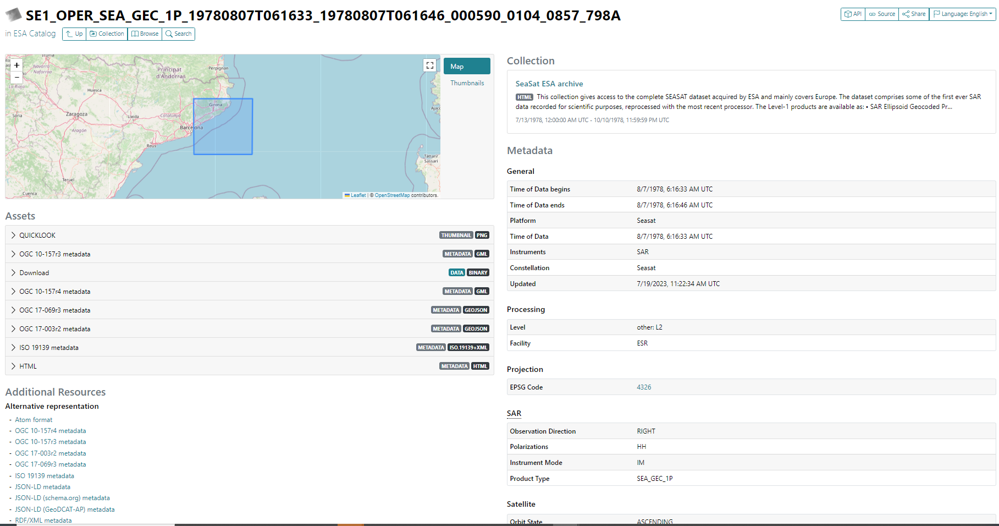 SE1_OPER_SEA_GEC_1P_19780807T061633_19780807T061646_000590_0104_0857_798A
API Source Share Language: English
in ESA Catalog Up Collection Browse Search
+
−
Iruña
Navarra -
Nafarroa
La Rioja
Soria
Huesca
Zaragoza
Aragón
Teruel
Cuenca
Lleida
Catalunya
Reus
Barcelona
Girona
Principat
d'Andorra
Perpignan
Ajac
Tàttari/
Sassari
Leaflet | © OpenStreetMap contributors.
Map
Thumbnails
Assets
QUICKLOOK THUMBNAIL PNG
OGC 10-157r3 metadata METADATA GML
Download DATA BINARY
OGC 10-157r4 metadata METADATA GML
OGC 17-069r3 metadata METADATA GEOJSON
OGC 17-003r2 metadata METADATA GEOJSON
ISO 19139 metadata METADATA ISO.19139+XML
HTML METADATA HTML
Additional Resources
Alternative representation
- Atom format
- OGC 10-157r4 metadata
- OGC 10-157r3 metadata
- OGC 17-003r2 metadata
- OGC 17-069r3 metadata
- ISO 19139 metadata
- JSON-LD metadata
- JSON-LD (schema.org) metadata
- JSON-LD (GeoDCAT-AP) metadata
- RDF/XML metadata
Collection
SeaSat ESA archive
HTML This collection gives access to the complete SEASAT dataset acquired by ESA and mainly covers Europe. The dataset comprises some of the first ever SAR
data recorded for scientific purposes, reprocessed with the most recent processor. The Level-1 products are available as: • SAR Ellipsoid Geocoded Pr...
7/13/1978, 12:00:00 AM UTC - 10/10/1978, 11:59:59 PM UTC
Metadata
General
Time of Data begins 8/7/1978, 6:16:33 AM UTC
Time of Data ends 8/7/1978, 6:16:46 AM UTC
Platform Seasat
Time of Data 8/7/1978, 6:16:33 AM UTC
Instruments SAR
Constellation Seasat
Updated 7/19/2023, 11:22:34 AM UTC
Processing
Level other: L2
Facility ESR
Projection
EPSG Code 4326
SAR
Observation Direction RIGHT
Polarizations HH
Instrument Mode IM
Product Type SEA_GEC_1P
Satellite
Orbit State ASCENDING